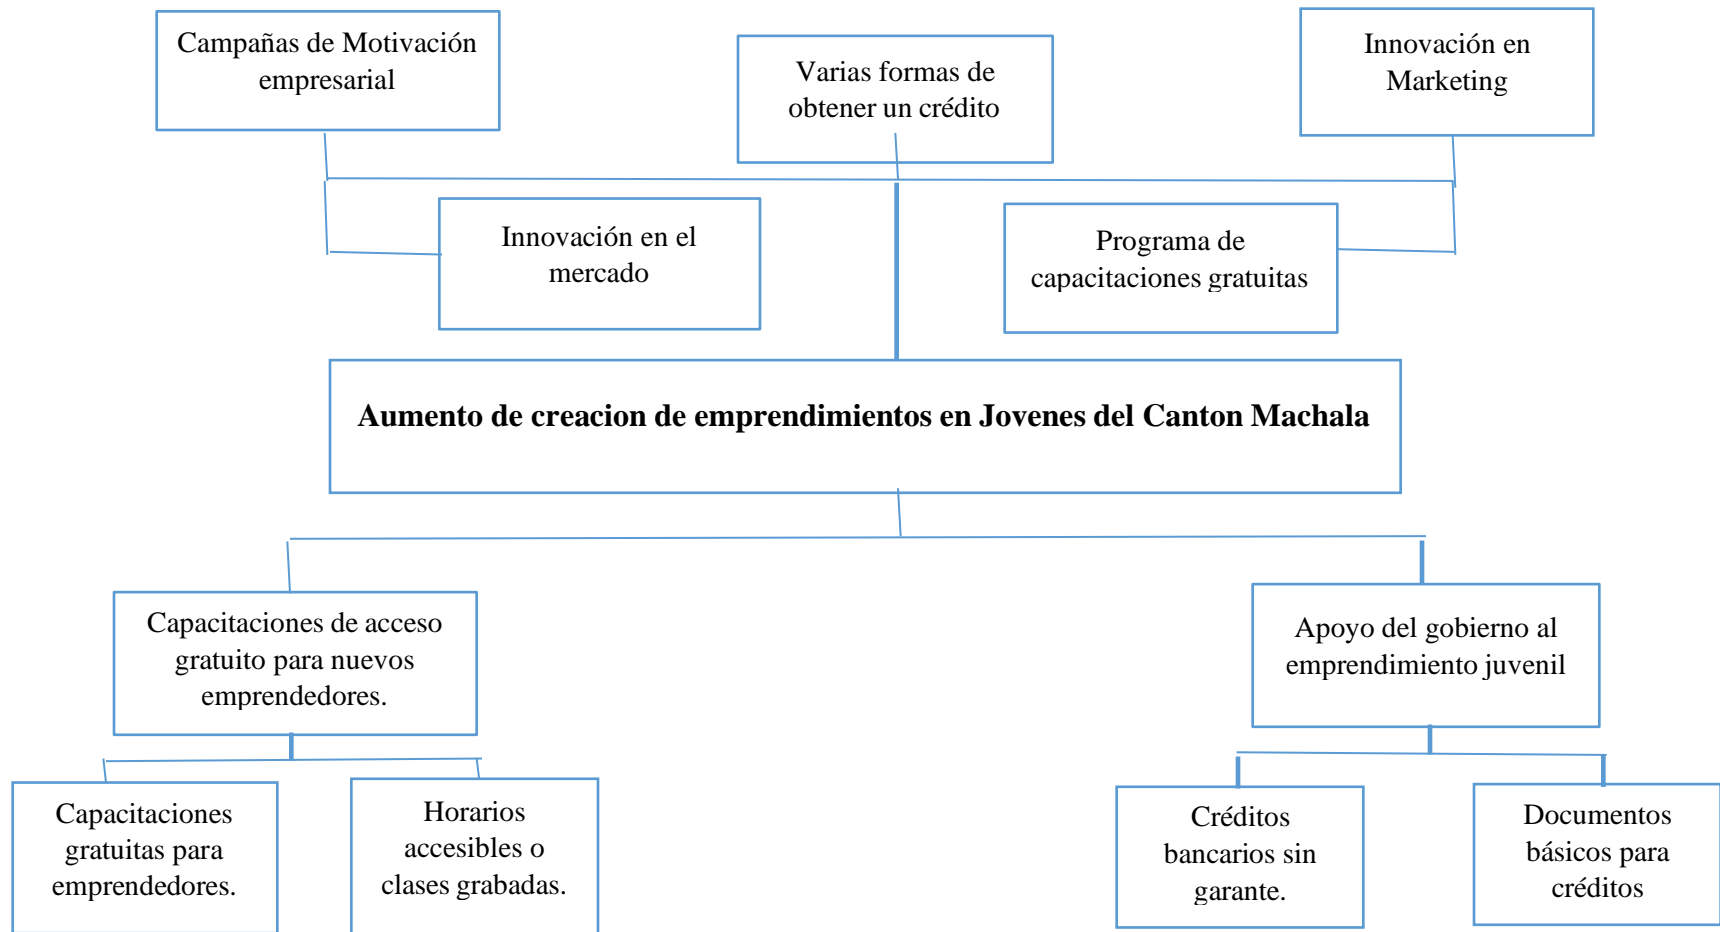 Campañas de Motivación
empresarial
Varias formas de
obtener un crédito
Innovación en
Marketing
Innovación en el
mercado
Programa de
capacitaciones gratuitas
Aumento de creacion de emprendimientos en Jovenes del Canton Machala
Capacitaciones de acceso
gratuito para nuevos
emprendedores.
Apoyo del gobierno al
emprendimiento juvenil
Capacitaciones
gratuitas para
emprendedores.
Horarios
accesibles o
clases grabadas.
Créditos
bancarios sin
garante.
Documentos
básicos para
créditos